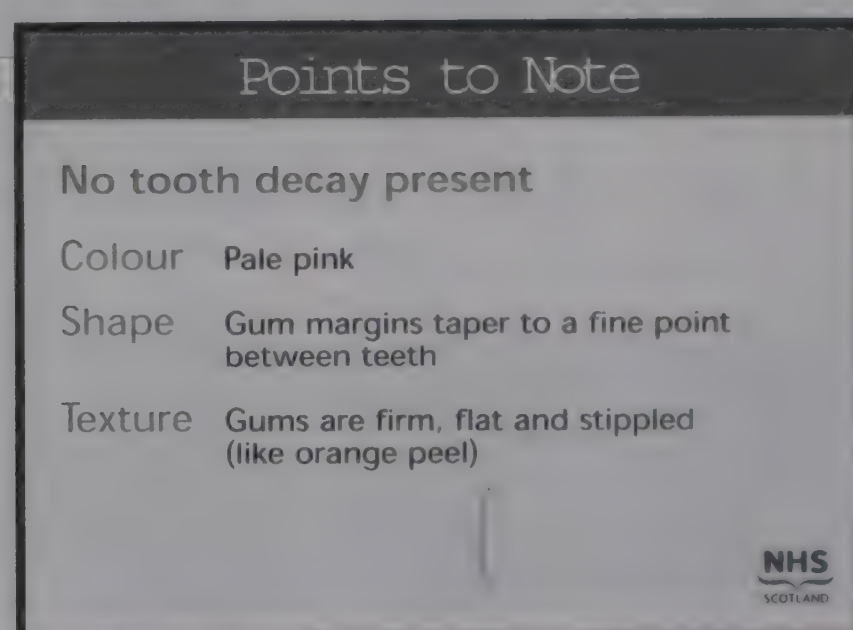 Points to Note
No tooth decay present
Colour Pale pink
Shape Gum margins taper to a fine point
between teeth
Texture Gums are firm, flat and stippled
(like orange peel)
NHS
SCOTLAND